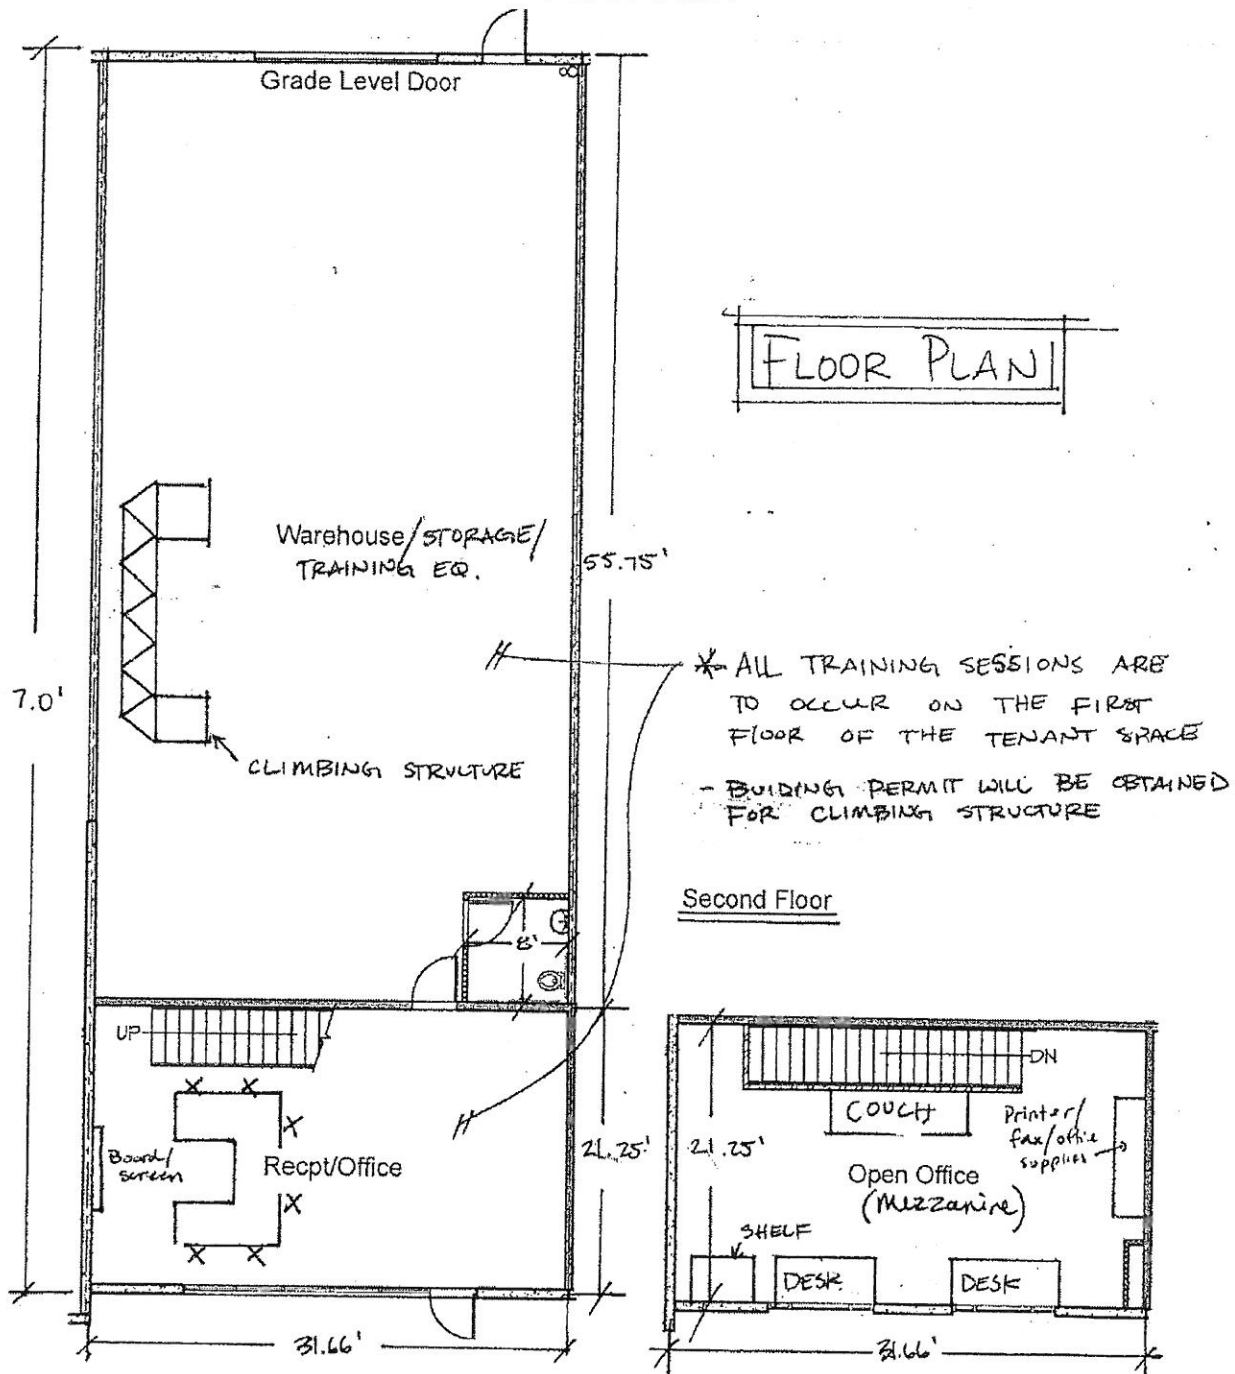 Grade Level Door
FLOOR PLAN
Warehouse/STORAGE/
TRAINING EQ.
55.75'
7.0'
* ALL TRAINING SESSIONS ARE
TO OCCUR ON THE FIRST
FLOOR OF THE TENANT SPACE
- BUIDING PERMIT WILL BE OBTAINED
FOR CLIMBING STRUCTURE
CLIMBING STRUCTURE
Second Floor
8'
UP
DN
COUCH
Printer/
fax/office
supplies
Board/
screen
Recpt/Office
21.25'
21.25'
Open Office
(Mezzanine)
SHELF
DESK
DESK
31.66'
31.66'